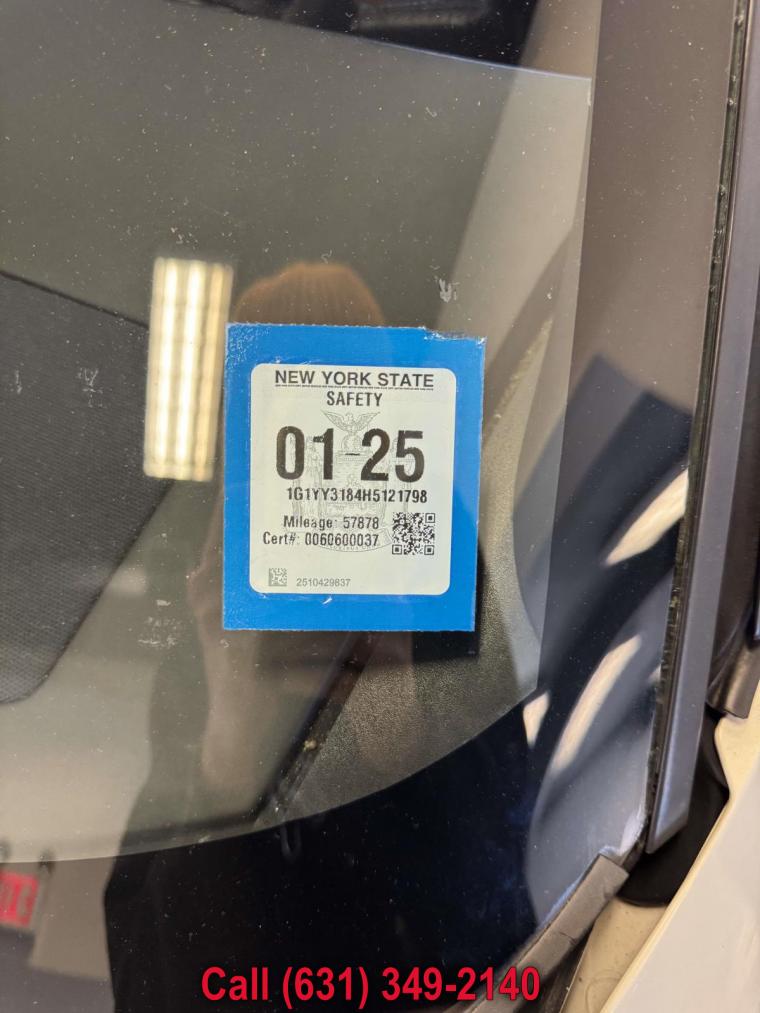 NEW YORK STATE
SAFETY
01-25
1G1YY3184H5121798
Mileage: 57878
Cert#: 0060600037
2510429837
Call (631) 349-2140